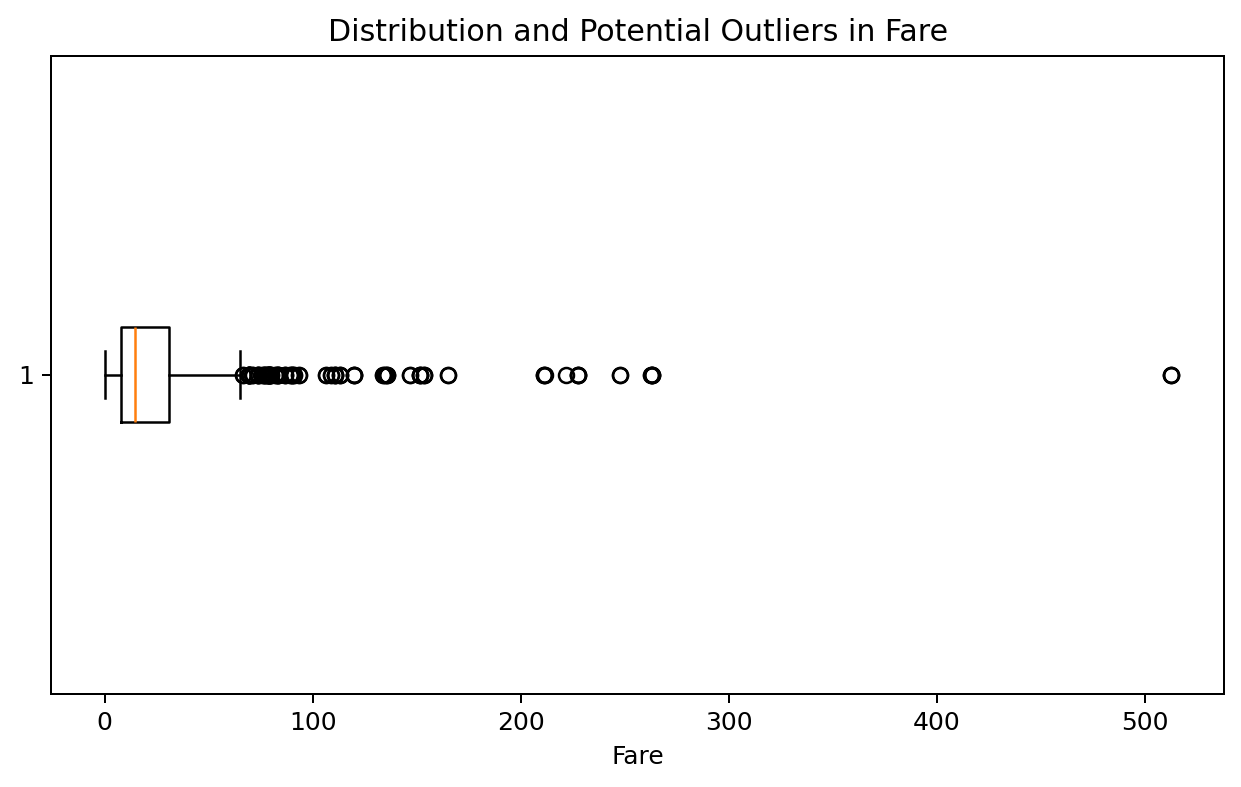 Distribution and Potential Outliers in Fare
1
0 100 200 300 400 500
Fare